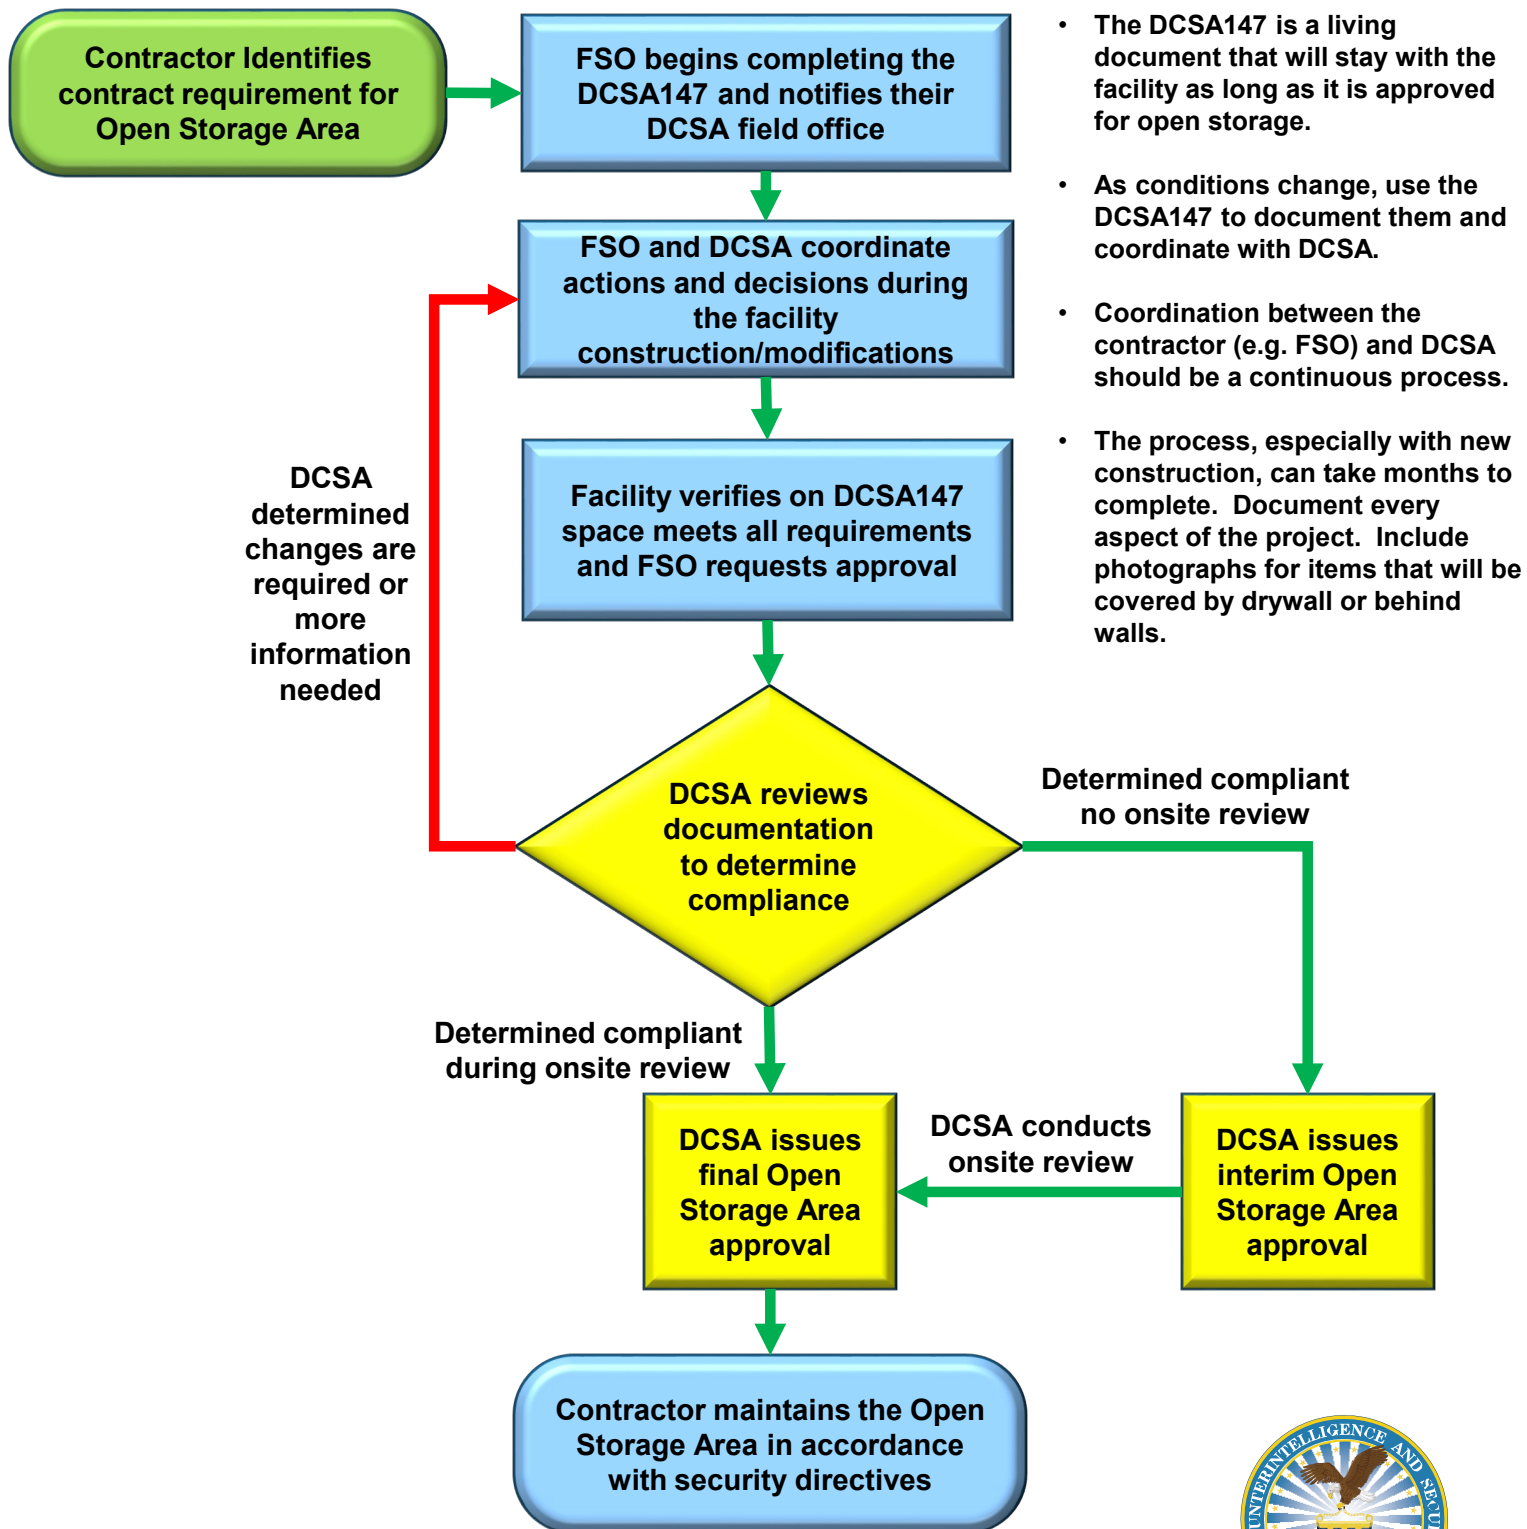 Contractor Identifies
contract requirement for
Open Storage Area
FSO begins completing the
DCSA147 and notifies their
DCSA field office
• The DCSA147 is a living
document that will stay with the
facility as long as it is approved
for open storage.
• As conditions change, use the
DCSA147 to document them and
coordinate with DCSA.
• Coordination between the
contractor (e.g. FSO) and DCSA
should be a continuous process.
• The process, especially with new
construction, can take months to
complete.  Document every
aspect of the project.  Include
photographs for items that will be
covered by drywall or behind
walls.
FSO and DCSA coordinate
actions and decisions during
the facility
construction/modifications
DCSA
determined
changes are
required or
more
information
needed
Facility verifies on DCSA147
space meets all requirements
and FSO requests approval
DCSA reviews
documentation
to determine
compliance
Determined compliant
no onsite review
Determined compliant
during onsite review
DCSA issues
final Open
Storage Area
approval
DCSA conducts
onsite review
DCSA issues
interim Open
Storage Area
approval
Contractor maintains the Open
Storage Area in accordance
with security directives
UNTERINTELLIGENCE AND SECU